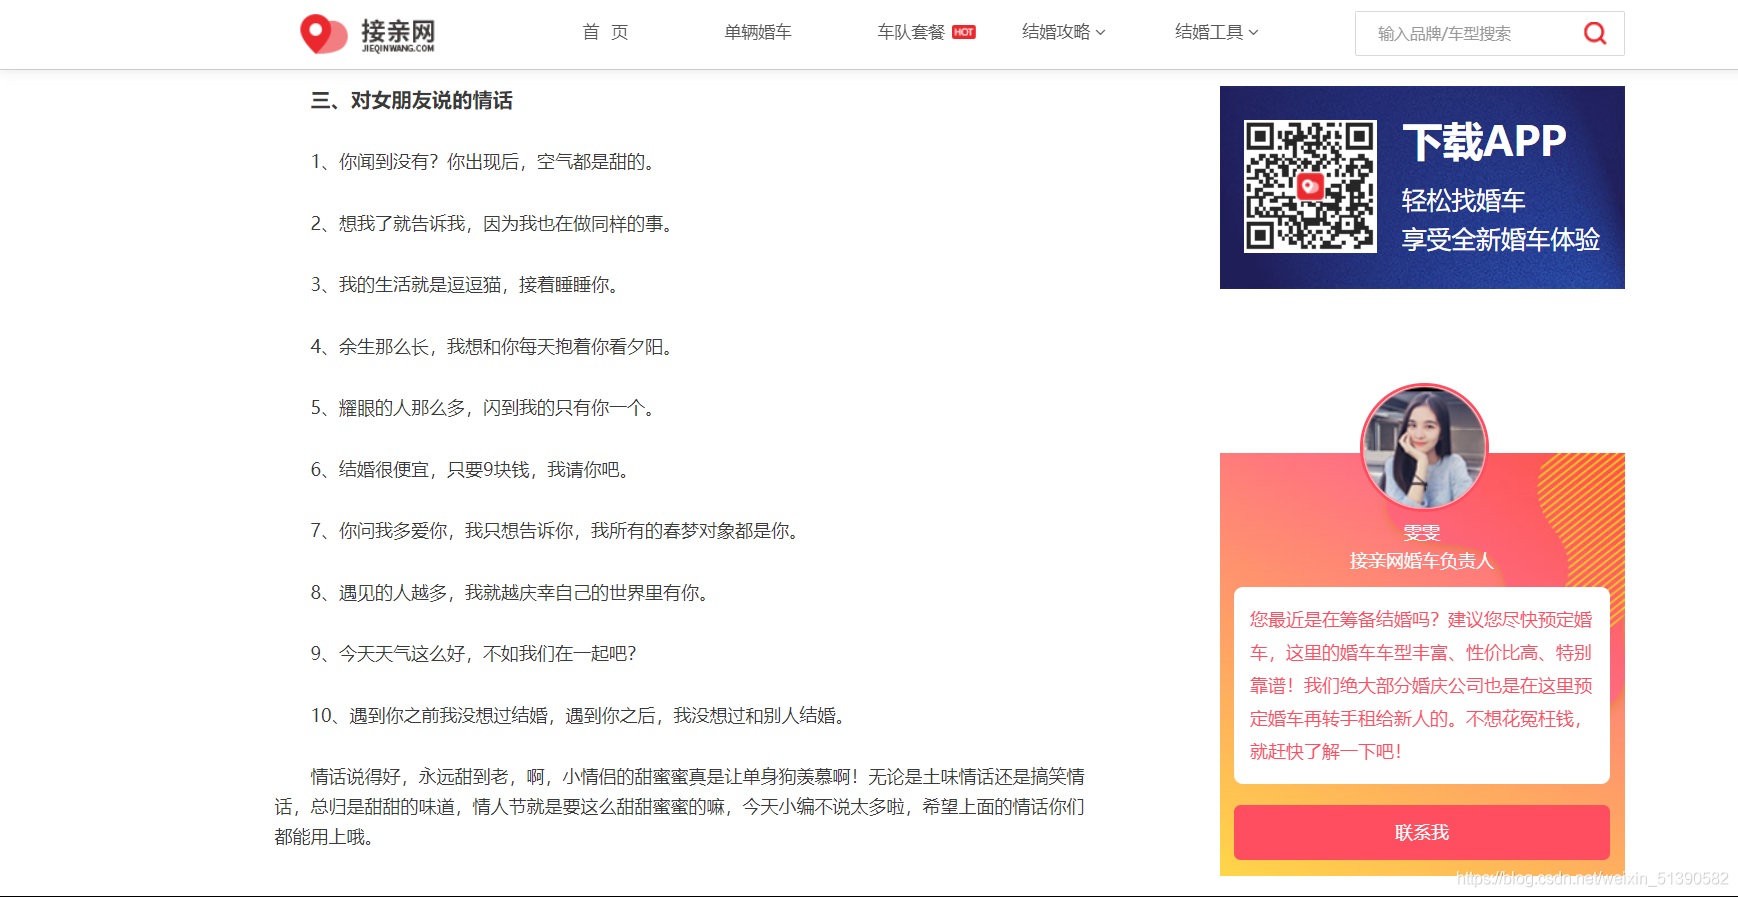 接亲网
JIEQINWANG.COM
首 页
单辆婚车
车队套餐 HOT
结婚攻略
结婚工具
输入品牌/车型搜索
三、对女朋友说的情话
1、你闻到没有？你出现后，空气都是甜的。
2、想我了就告诉我，因为我也在做同样的事。
3、我的生活就是逗逗猫，接着睡睡你。
4、余生那么长，我想和你每天抱着你看夕阳。
5、耀眼的人那么多，闪到我的只有你一个。
6、结婚很便宜，只要9块钱，我请你吧。
7、你问我多爱你，我只想告诉你，我所有的春梦对象都是你。
8、遇见的人越多，我就越庆幸自己的世界里有你。
9、今天天气这么好，不如我们在一起吧？
10、遇到你之前我没想过结婚，遇到你之后，我没想过和别人结婚。
情话说得好，永远甜到老，啊，小情侣的甜蜜蜜真是让单身狗羡慕啊！无论是土味情话还是搞笑情
话，总归是甜甜的味道，情人节就是要这么甜甜蜜蜜的嘛，今天小编不说太多啦，希望上面的情话你们
都能用上哦。
下载APP
轻松找婚车
享受全新婚车体验
雯雯
接亲网婚车负责人
您最近是在筹备结婚吗？建议您尽快预定婚
车，这里的婚车车型丰富、性价比高、特别
靠谱！我们绝大部分婚庆公司也是在这里预
定婚车再转手租给新人的。不想花冤枉钱，
就赶快了解一下吧！
联系我
https://blog.csdn.net/weixin_51390582